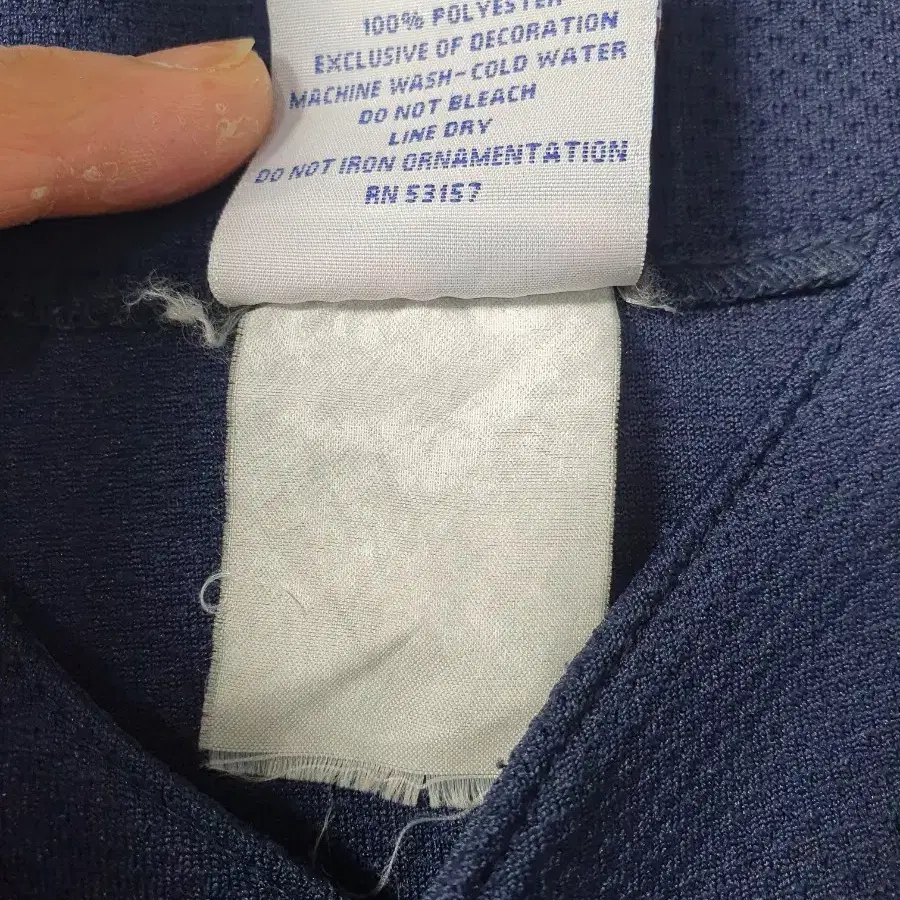 100% POLYESTER
EXCLUSIVE OF DECORATION
MACHINE WASH-COLD WATER
DO NOT BLEACH
LINE DRY
DO NOT IRON ORNAMENTATION
RN 53157